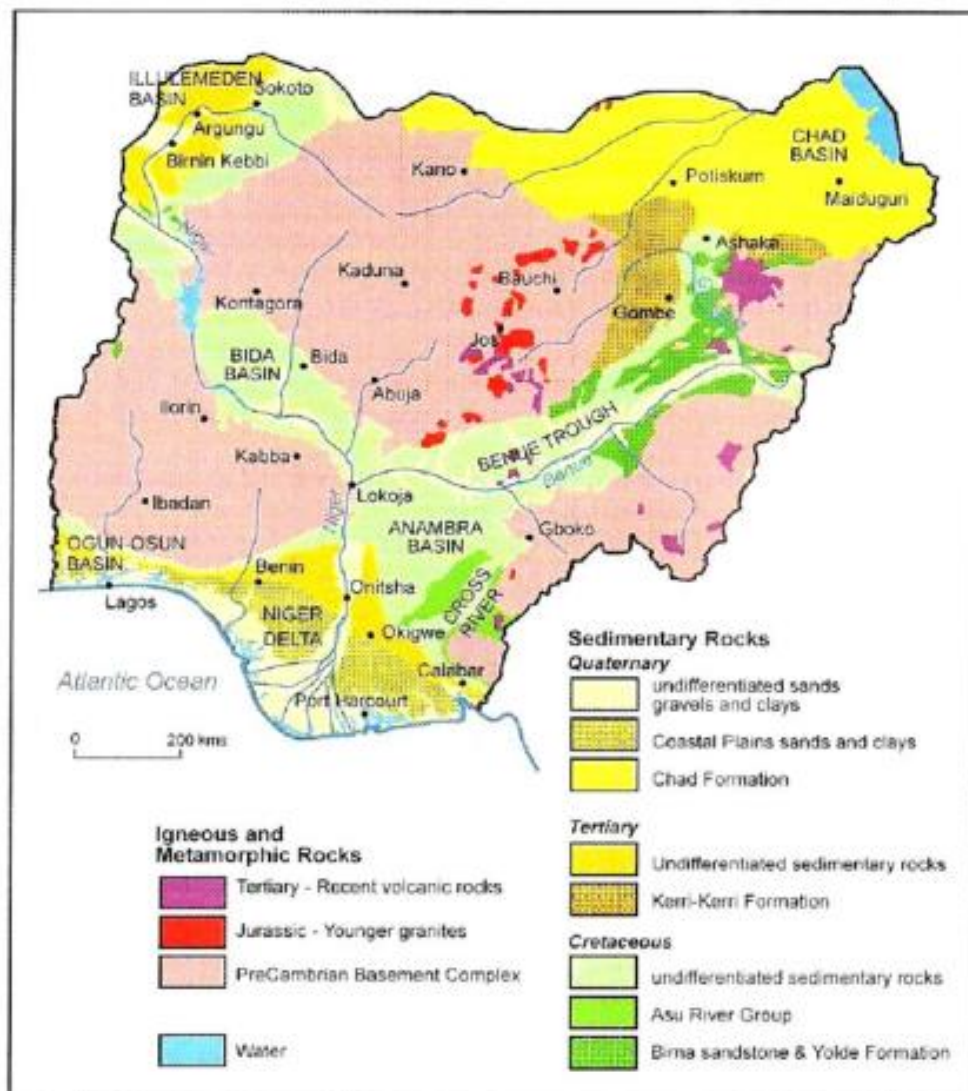 ILLULEMEDEN
BASIN
Sokoto
Argungu
Birnin Kebbi
Kano
CHAD
BASIN
Potiskum
Maiduguri
Niger
Kaduna
Bauchi
Ashaka
Kontagora
Gombe
Jos
BIDA
BASIN
Bida
Abuja
Ilorin
BENUE TROUGH
Benue
Kabba
Lokoja
Ibadan
Niger
ANAMBRA
BASIN
Gboko
OGUN-OSUN
BASIN
Benin
Onitsha
CROSS
RIVER
Lagos
NIGER
DELTA
Okigwe
Calabar
Atlantic Ocean
Port Harcourt
0 200 kms
Sedimentary Rocks
Quaternary
undifferentiated sands
gravels and clays
Coastal Plains sands and clays
Chad Formation
Tertiary
Undifferentiated sedimentary rocks
Kerri-Kerri Formation
Cretaceous
undifferentiated sedimentary rocks
Asu River Group
Bima sandstone & Yolde Formation
Igneous and
Metamorphic Rocks
Tertiary - Recent volcanic rocks
Jurassic - Younger granites
PreCambrian Basement Complex
Water